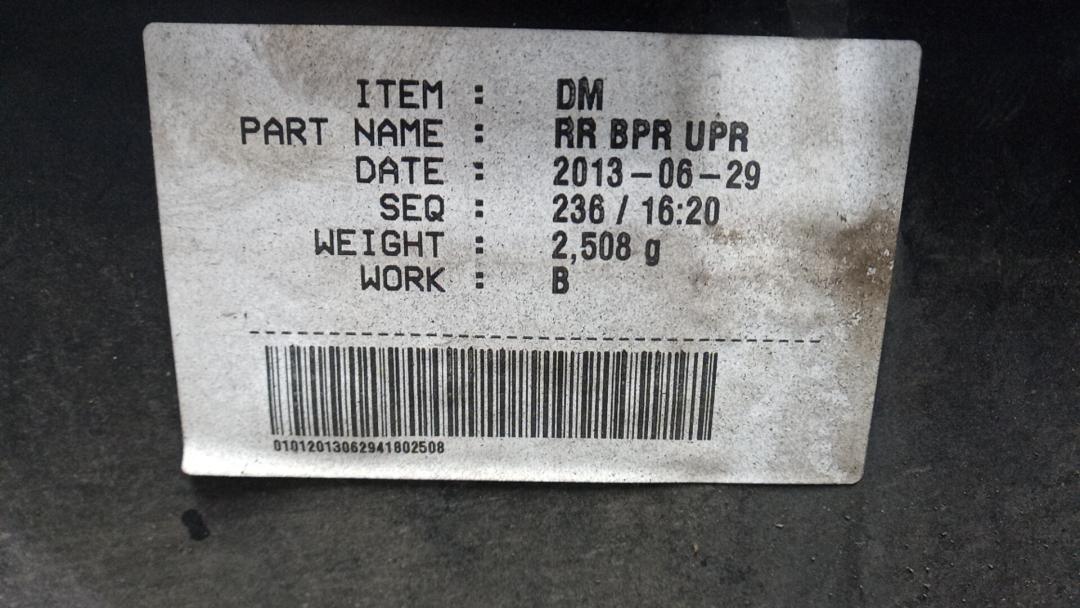 ITEM : DM
PART NAME : RR BPR UPR
DATE : 2013-06-29
SEQ : 236 / 16:20
WEIGHT : 2,508 g
WORK : B
01012013062941802508